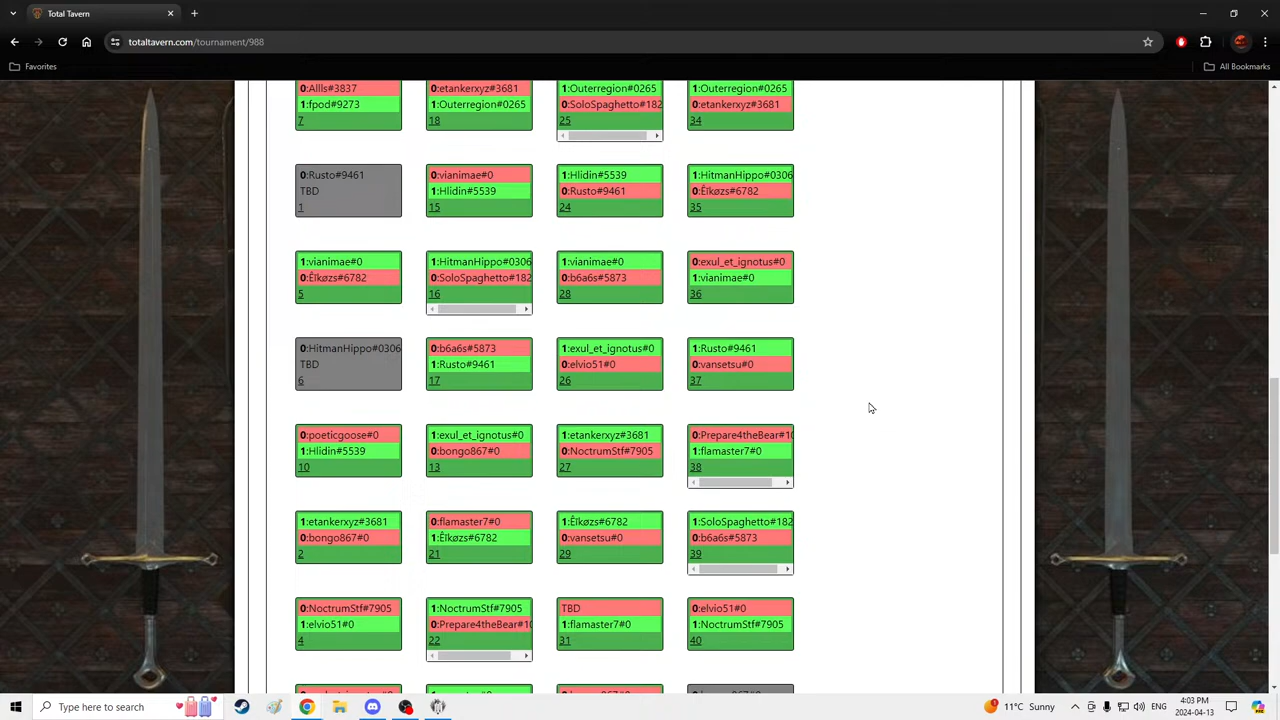 Total Tavern
totaltavern.com/tournament/988
Favorites
All Bookmarks
0:Allls#3837
1:fpod#9273
7
0:etankerxyz#3681
1:Outerregion#0265
18
1:Outerregion#0265
0:SoloSpaghetto#182
25
1:Outerregion#0265
0:etankerxyz#3681
34
0:Rusto#9461
TBD
1
0:vianimae#0
1:Hlidin#5539
15
1:Hlidin#5539
0:Rusto#9461
24
1:HitmanHippo#0306
0:Êîkøzs#6782
35
1:vianimae#0
0:Êîkøzs#6782
5
1:HitmanHippo#0306
0:SoloSpaghetto#182
16
1:vianimae#0
0:b6a6s#5873
28
0:exul_et_ignotus#0
1:vianimae#0
36
0:HitmanHippo#0306
TBD
6
0:b6a6s#5873
1:Rusto#9461
17
1:exul_et_ignotus#0
0:elvio51#0
26
1:Rusto#9461
0:vansetsu#0
37
0:poeticgoose#0
1:Hlidin#5539
10
1:exul_et_ignotus#0
0:bongo867#0
13
1:etankerxyz#3681
0:NoctrumStf#7905
27
0:Prepare4theBear#10
1:flamaster7#0
38
1:etankerxyz#3681
0:bongo867#0
2
0:flamaster7#0
1:Êîkøzs#6782
21
1:Êîkøzs#6782
0:vansetsu#0
29
1:SoloSpaghetto#182
0:b6a6s#5873
39
0:NoctrumStf#7905
1:elvio51#0
4
1:NoctrumStf#7905
0:Prepare4theBear#10
22
TBD
1:flamaster7#0
31
0:elvio51#0
1:NoctrumStf#7905
40
Type here to search
11°C Sunny
4:03 PM
2024-04-13